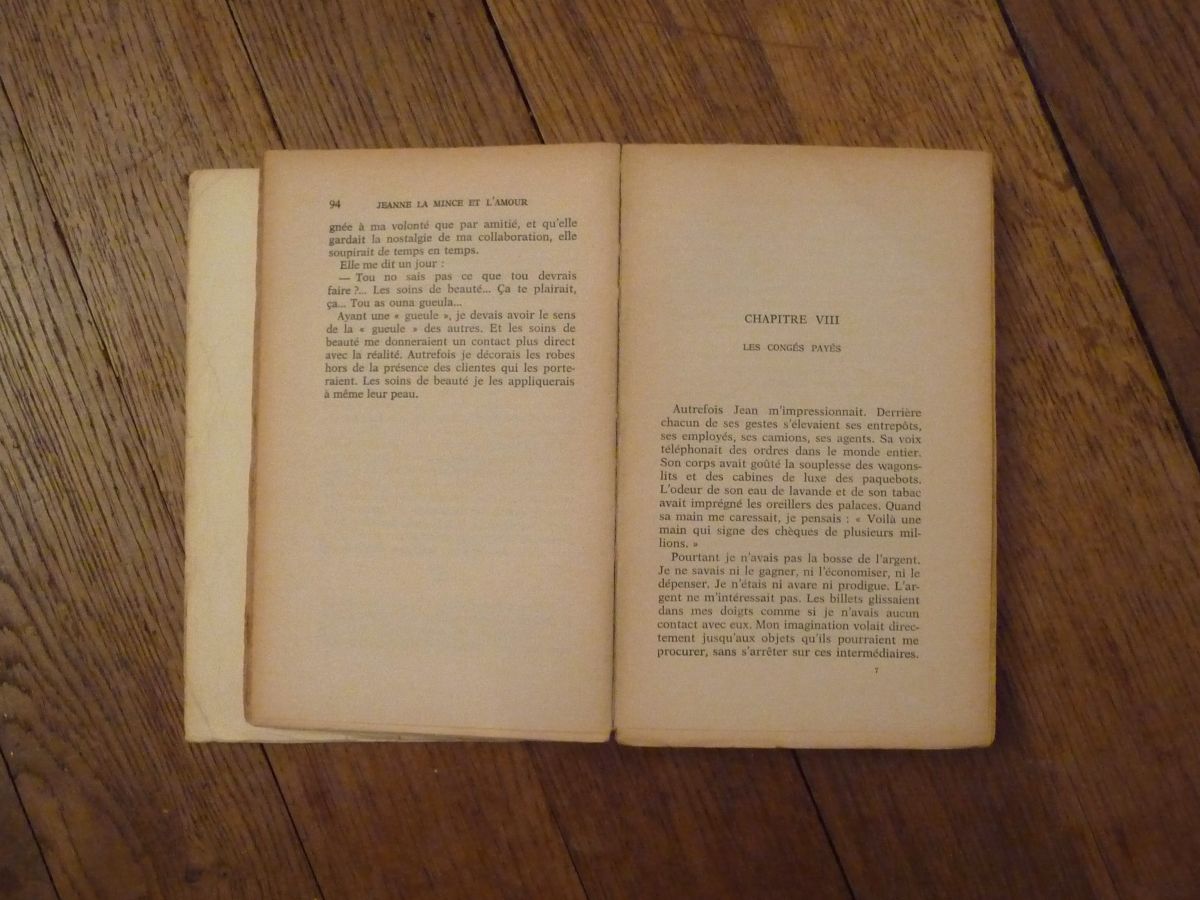 94 JEANNE LA MINCE ET L'AMOUR
gnée à ma volonté que par amitié, et qu'elle
gardait la nostalgie de ma collaboration, elle
soupirait de temps en temps.
Elle me dit un jour :
— Tou no sais pas ce que tou devrais
faire ?... Les soins de beauté... Ça te plairait,
ça... Tou as ouna gueula...
Ayant une « gueule », je devais avoir le sens
de la « gueule » des autres. Et les soins de
beauté me donneraient un contact plus direct
avec la réalité. Autrefois je décorais les robes
hors de la présence des clientes qui les porte-
raient. Les soins de beauté je les appliquerais
à même leur peau.
CHAPITRE VIII
LES CONGÉS PAYÉS
Autrefois Jean m'impressionnait. Derrière
chacun de ses gestes s'élevaient ses entrepôts,
ses employés, ses camions, ses agents. Sa voix
téléphonait des ordres dans le monde entier.
Son corps avait goûté la souplesse des wagons-
lits et des cabines de luxe des paquebots.
L'odeur de son eau de lavande et de son tabac
avait imprégné les oreillers des palaces. Quand
sa main me caressait, je pensais : « Voilà une
main qui signe des chèques de plusieurs mil-
lions. »
Pourtant je n'avais pas la bosse de l'argent.
Je ne savais ni le gagner, ni l'économiser, ni le
dépenser. Je n'étais ni avare ni prodigue. L'ar-
gent ne m'intéressait pas. Les billets glissaient
dans mes doigts comme si je n'avais aucun
contact avec eux. Mon imagination volait direc-
tement jusqu'aux objets qu'ils pourraient me
procurer, sans s'arrêter sur ces intermédiaires.
7